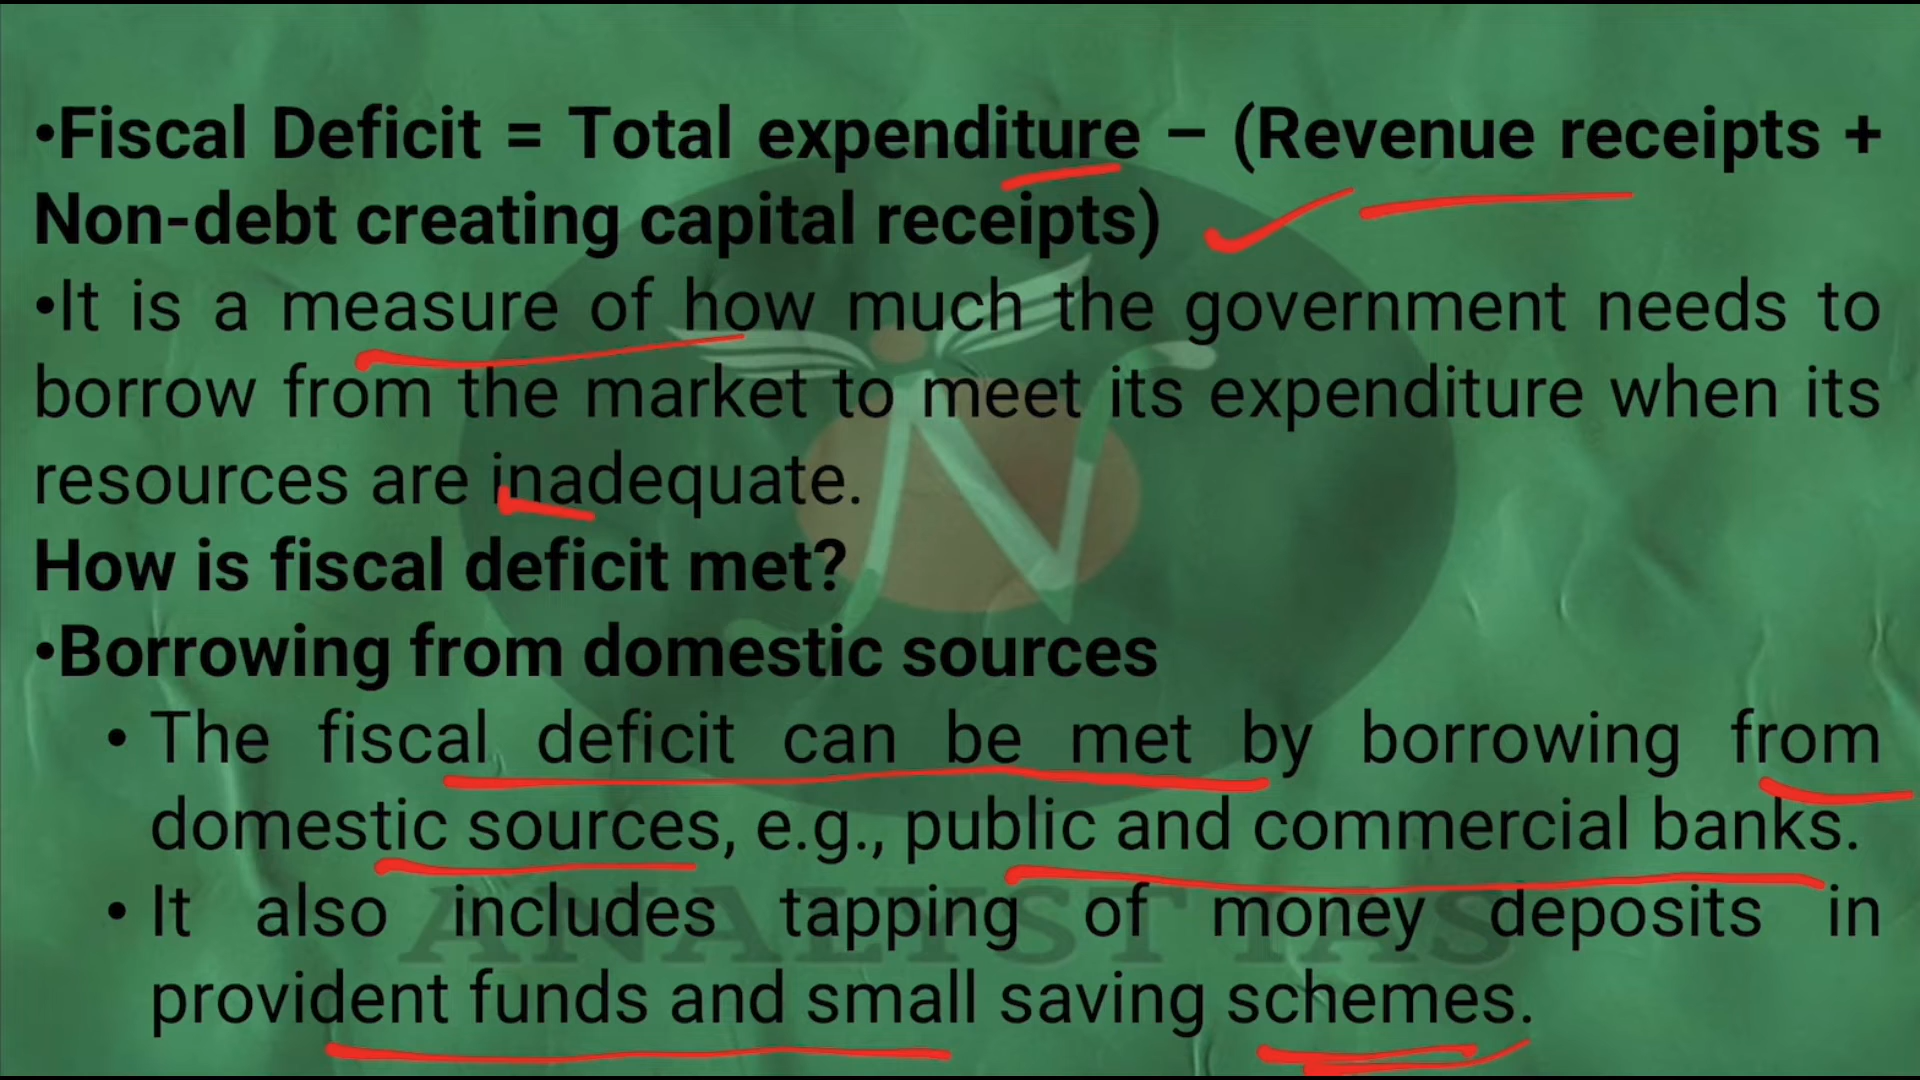 •Fiscal Deficit = Total expenditure – (Revenue receipts +
Non-debt creating capital receipts)
•It is a measure of how much the government needs to
borrow from the market to meet its expenditure when its
resources are inadequate.
How is fiscal deficit met?
•Borrowing from domestic sources
• The fiscal deficit can be met by borrowing from
domestic sources, e.g., public and commercial banks.
• It also includes tapping of money deposits in
provident funds and small saving schemes.
ANALYST IAS